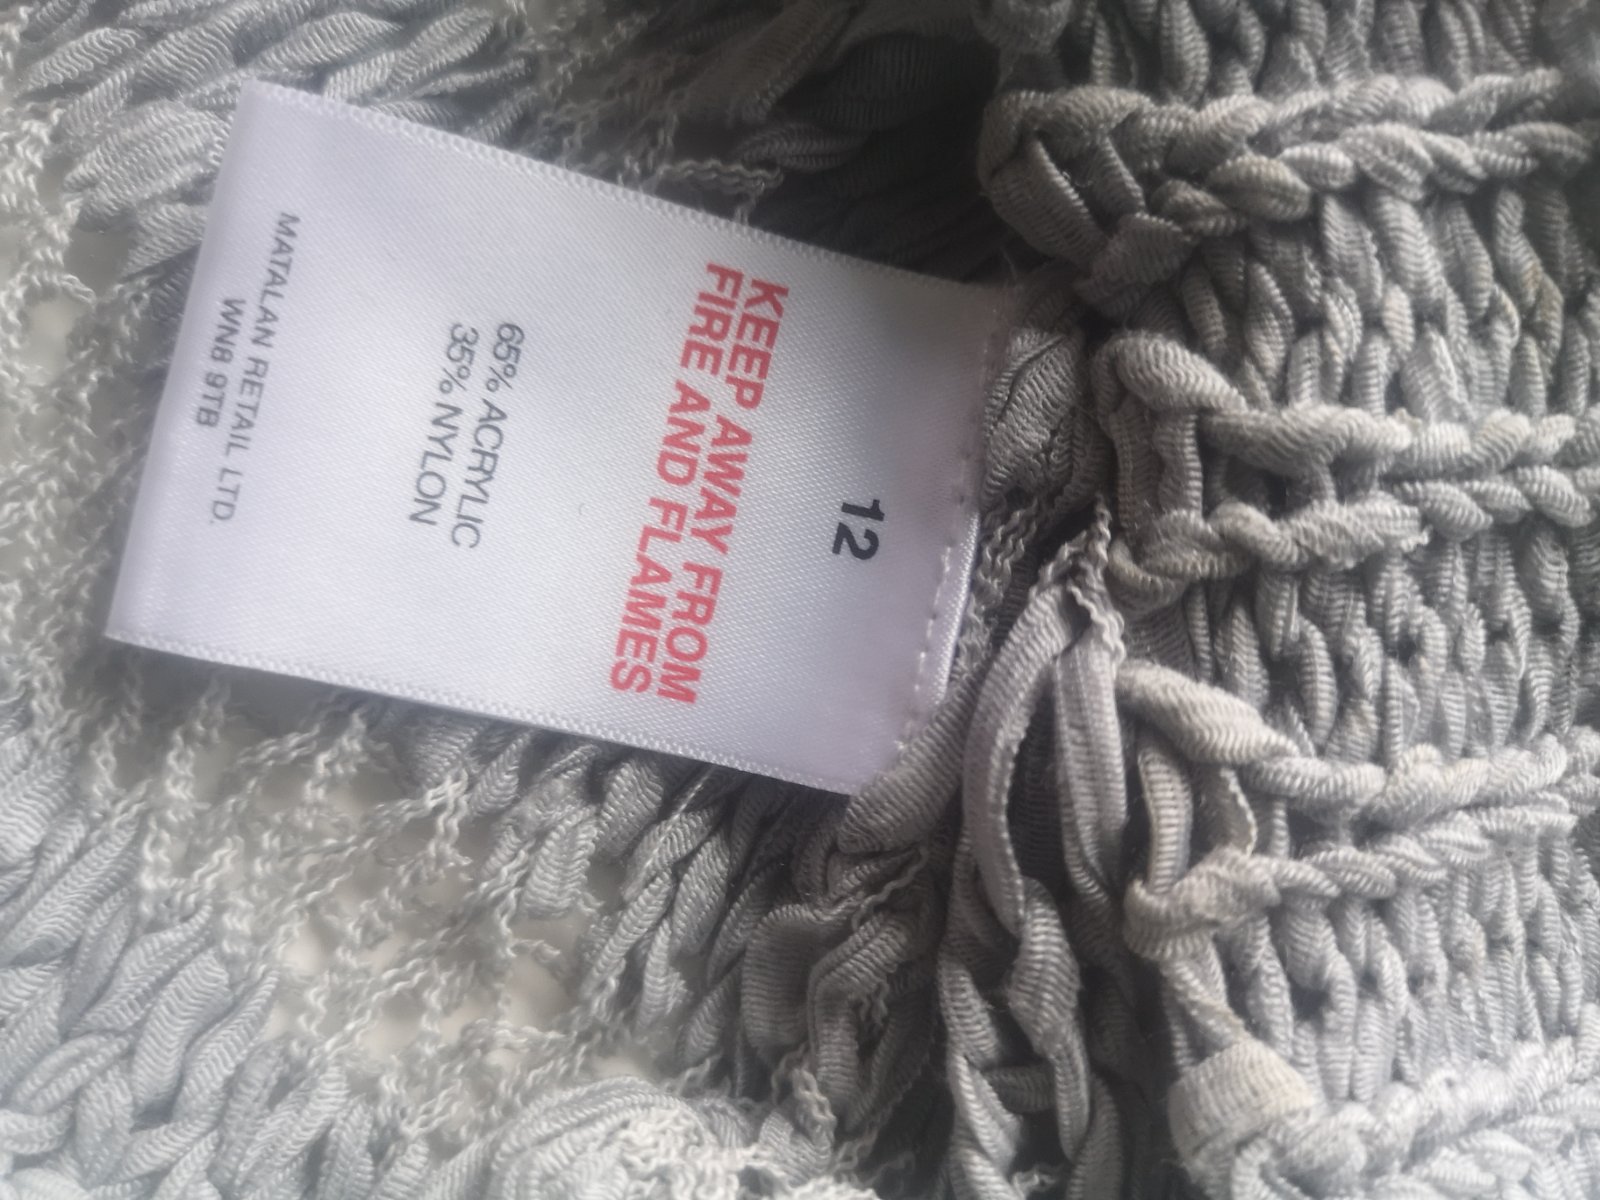 12
KEEP AWAY FROM
FIRE AND FLAMES
65% ACRYLIC
35% NYLON
MATALAN RETAIL LTD.
WN8 9TB